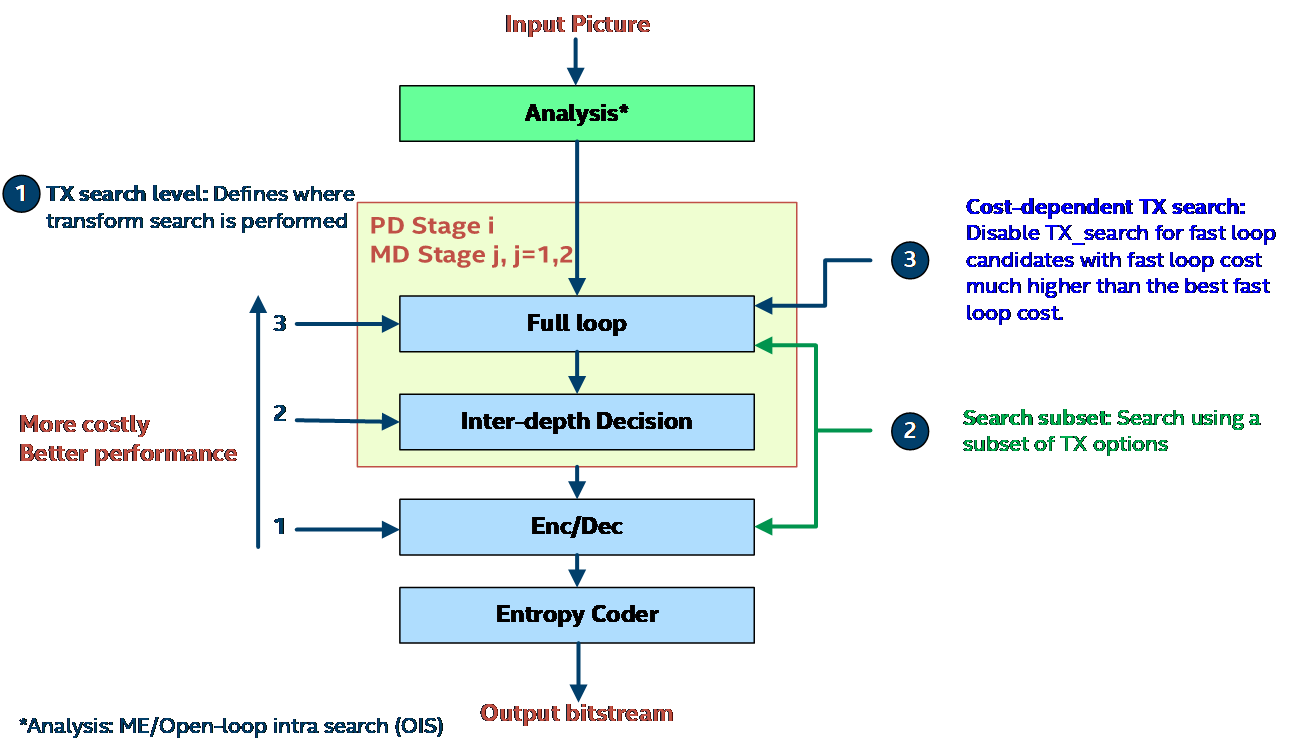 Input Picture
Analysis*
1
TX search level: Defines where
transform search is performed
PD Stage i
MD Stage j, j=1,2
Cost-dependent TX search:
Disable TX_search for fast loop
candidates with fast loop cost
much higher than the best fast
loop cost.
3
3
Full loop
2
Inter-depth Decision
More costly
Better performance
2
Search subset: Search using a
subset of TX options
1
Enc/Dec
Entropy Coder
Output bitstream
*Analysis: ME/Open-loop intra search (OIS)